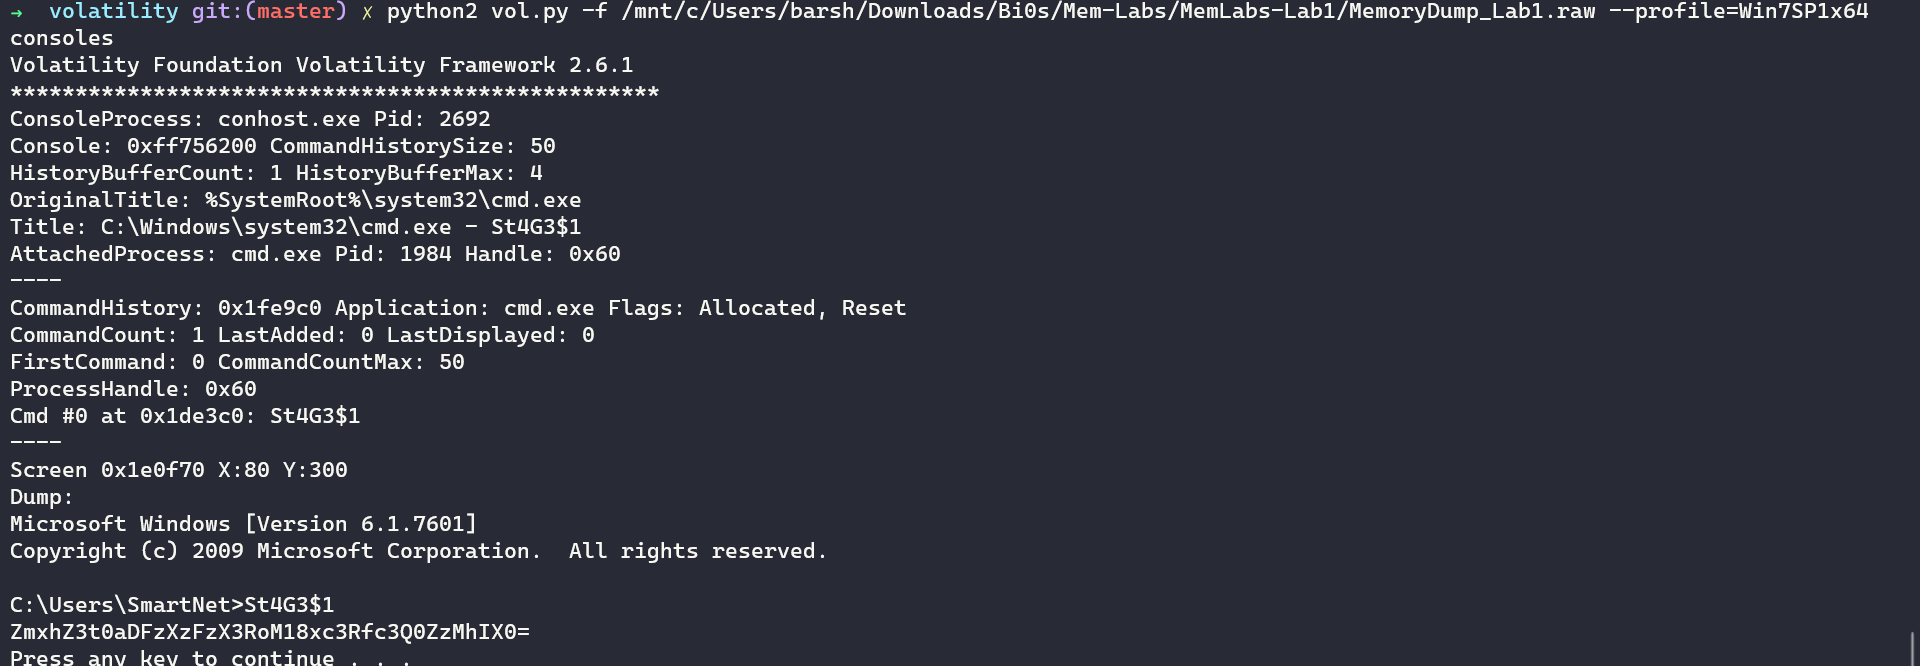 → volatility git:(master) ✗ python2 vol.py -f /mnt/c/Users/barsh/Downloads/Bi0s/Mem-Labs/MemLabs-Lab1/MemoryDump_Lab1.raw --profile=Win7SP1x64
consoles
Volatility Foundation Volatility Framework 2.6.1
**************************************************
ConsoleProcess: conhost.exe Pid: 2692
Console: 0xff756200 CommandHistorySize: 50
HistoryBufferCount: 1 HistoryBufferMax: 4
OriginalTitle: %SystemRoot%\system32\cmd.exe
Title: C:\Windows\system32\cmd.exe - St4G3$1
AttachedProcess: cmd.exe Pid: 1984 Handle: 0x60
----
CommandHistory: 0x1fe9c0 Application: cmd.exe Flags: Allocated, Reset
CommandCount: 1 LastAdded: 0 LastDisplayed: 0
FirstCommand: 0 CommandCountMax: 50
ProcessHandle: 0x60
Cmd #0 at 0x1de3c0: St4G3$1
----
Screen 0x1e0f70 X:80 Y:300
Dump:
Microsoft Windows [Version 6.1.7601]
Copyright (c) 2009 Microsoft Corporation.  All rights reserved.
C:\Users\SmartNet>St4G3$1
ZmxhZ3t0aDFzXzFzX3RoM18xc3Rfc3Q0ZzMhIX0=
Press any key to continue . . .